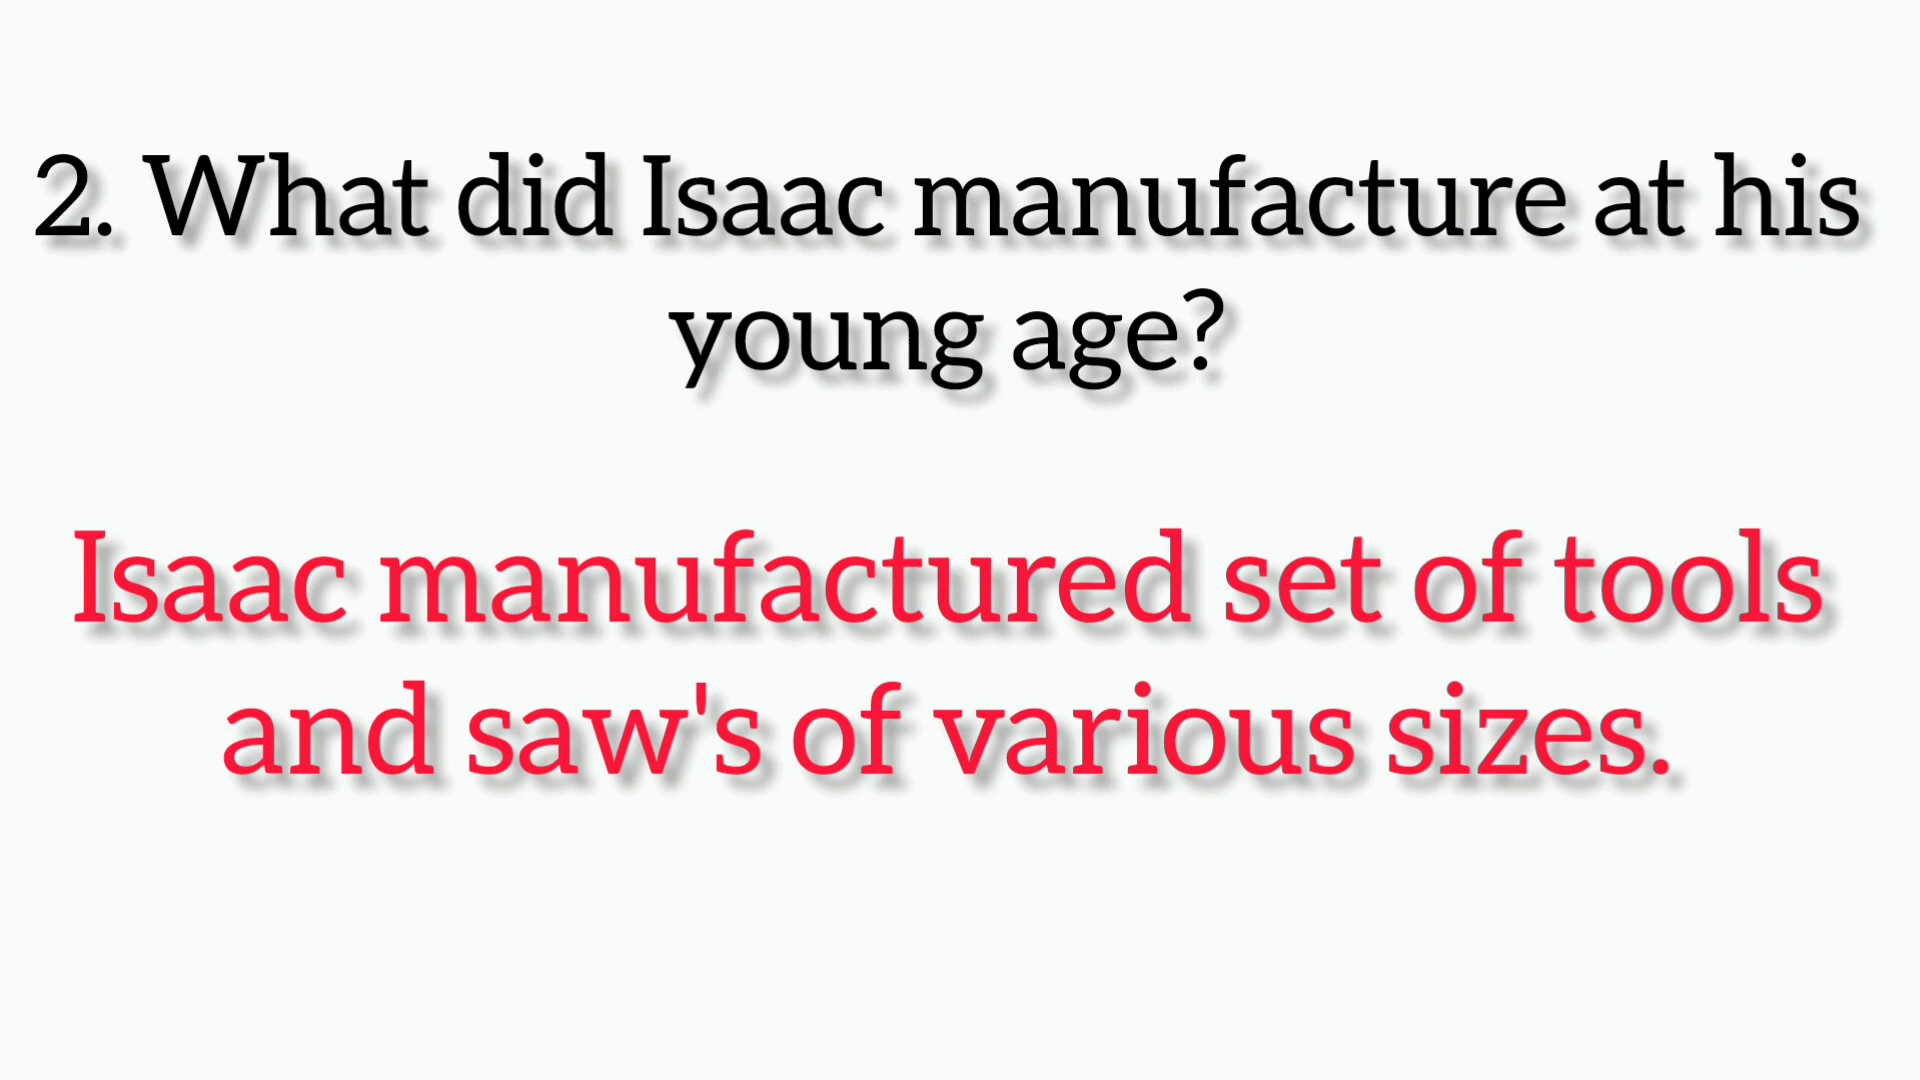 2. What did Isaac manufacture at his
young age?
Isaac manufactured set of tools
and saw's of various sizes.